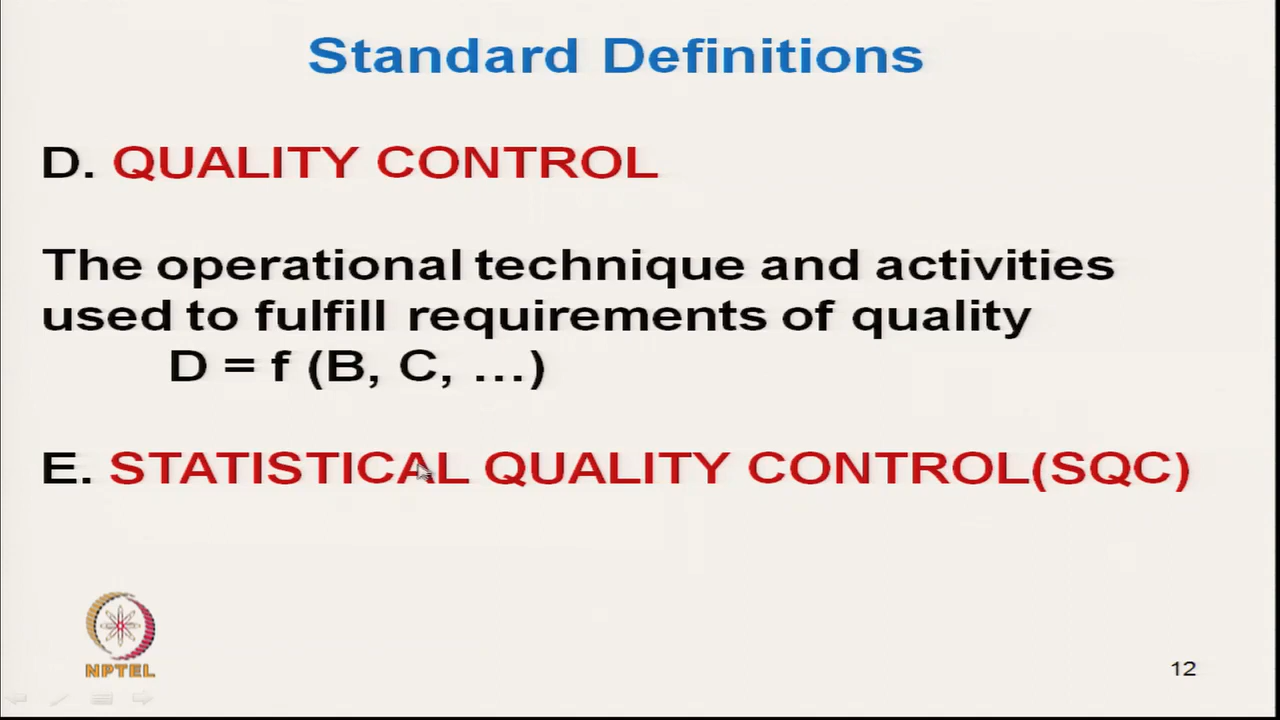 Standard Definitions
D. QUALITY CONTROL
The operational technique and activities
used to fulfill requirements of quality
D = f (B, C, …)
E. STATISTICAL QUALITY CONTROL(SQC)
NPTEL
12